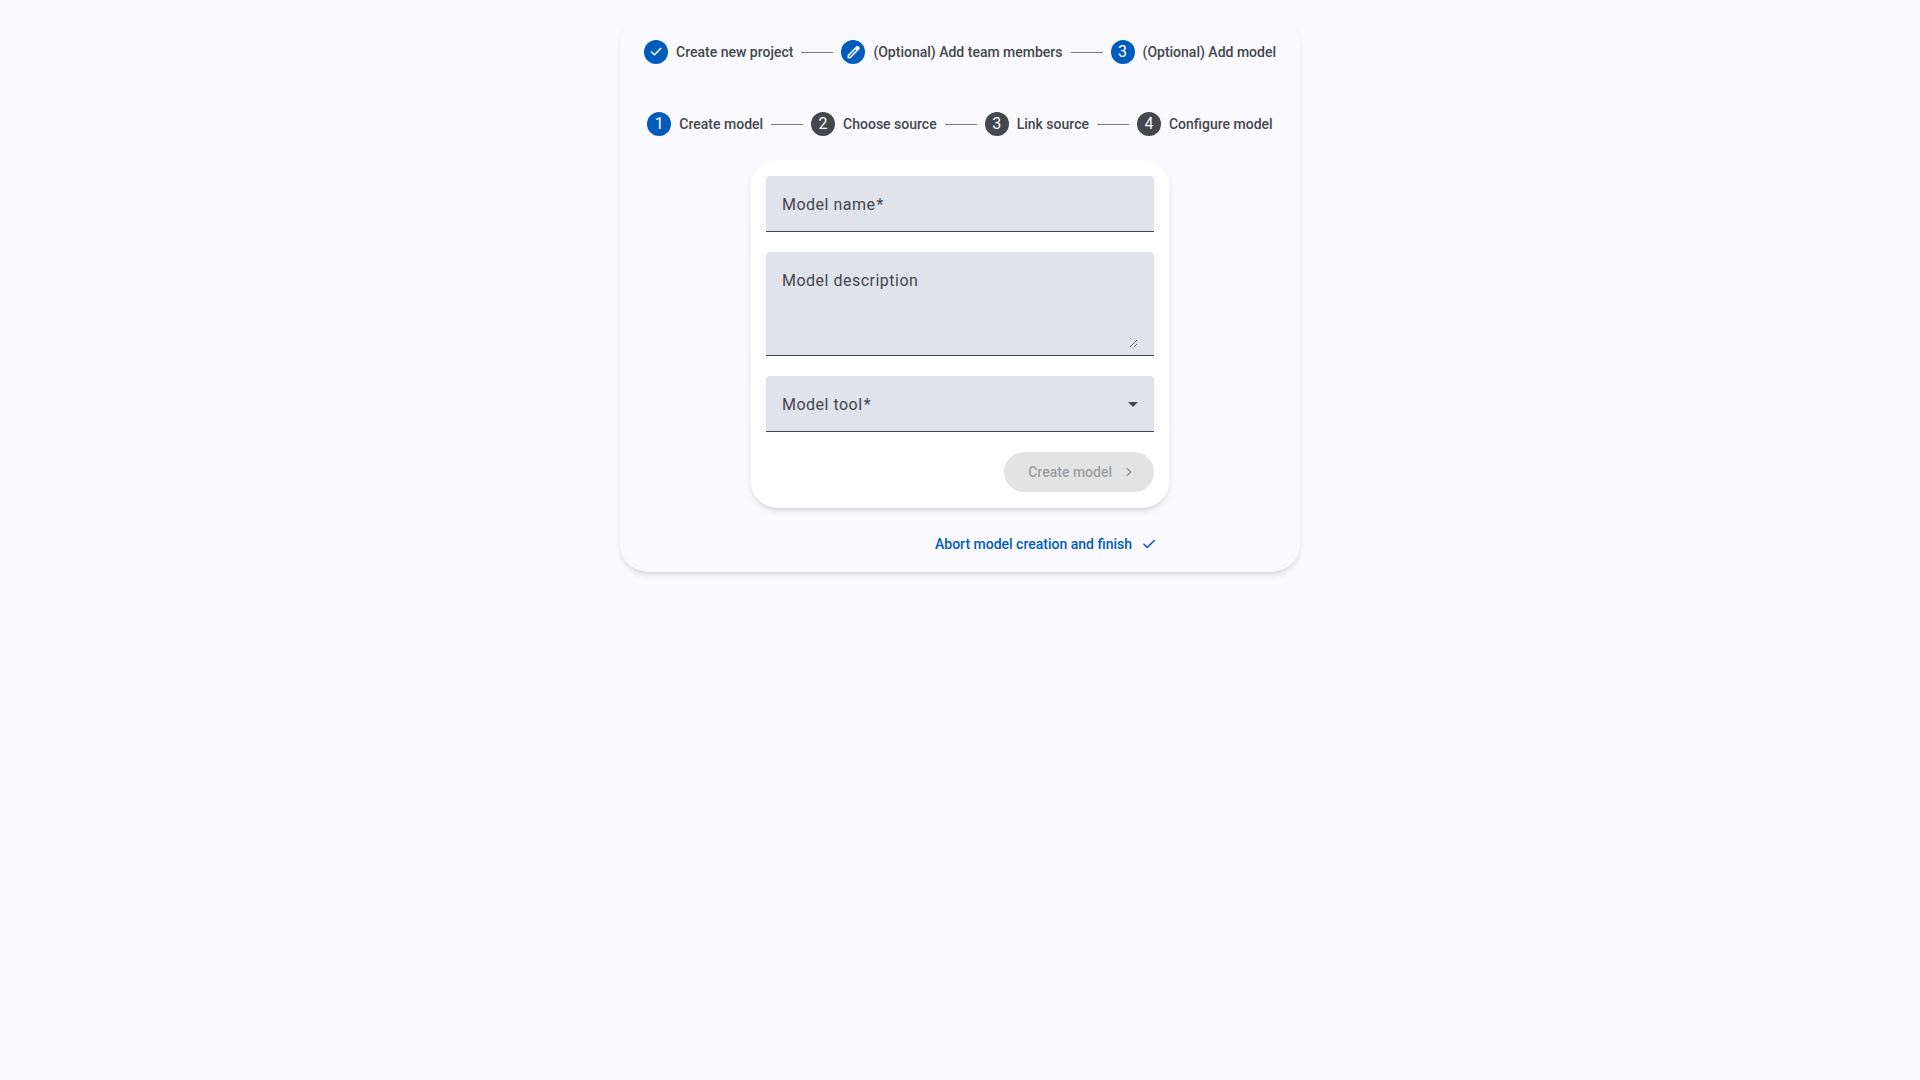 Create new project (Optional) Add team members 3 (Optional) Add model
1 Create model 2 Choose source 3 Link source 4 Configure model
Model name*
Model description
Model tool*
Create model
Abort model creation and finish